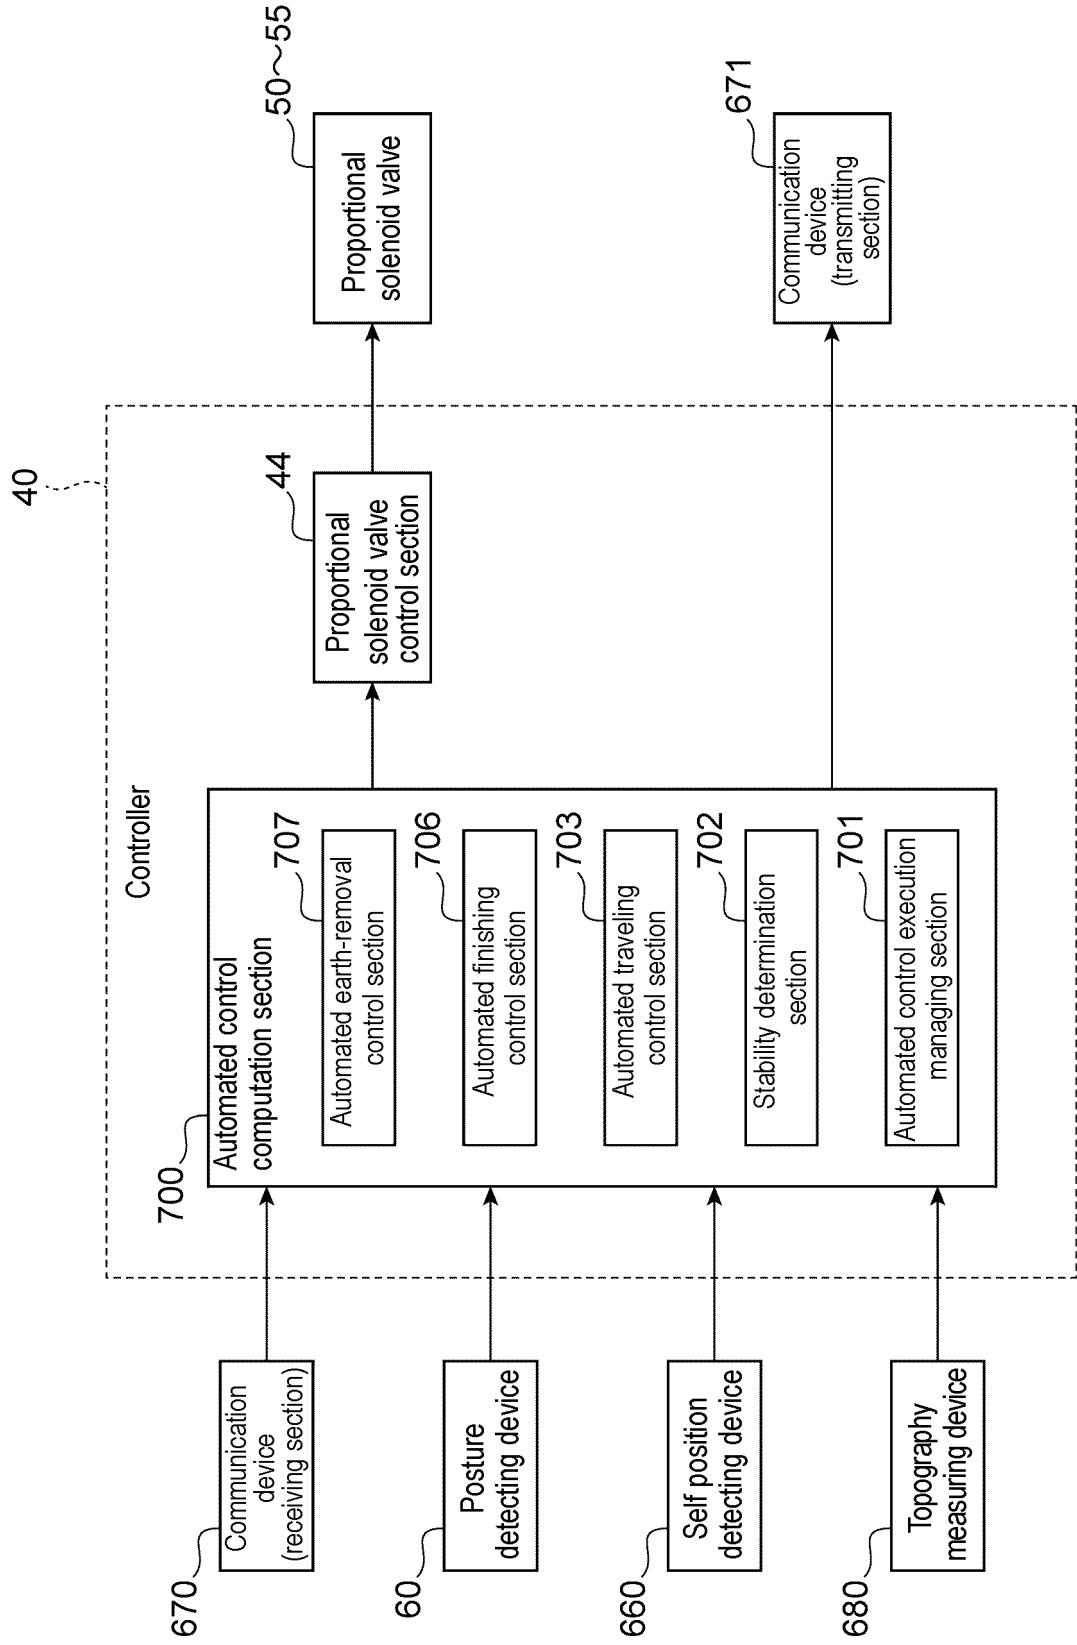 40
Controller
670
Communication
device
(receiving section)
60
Posture
detecting device
660
Self position
detecting device
680
Topography
measuring device
700
Automated control
computation section
707
Automated earth-removal
control section
706
Automated finishing
control section
703
Automated traveling
control section
702
Stability determination
section
701
Automated control execution
managing section
44
Proportional
solenoid valve
control section
50~55
Proportional
solenoid valve
671
Communication
device
(transmitting
section)